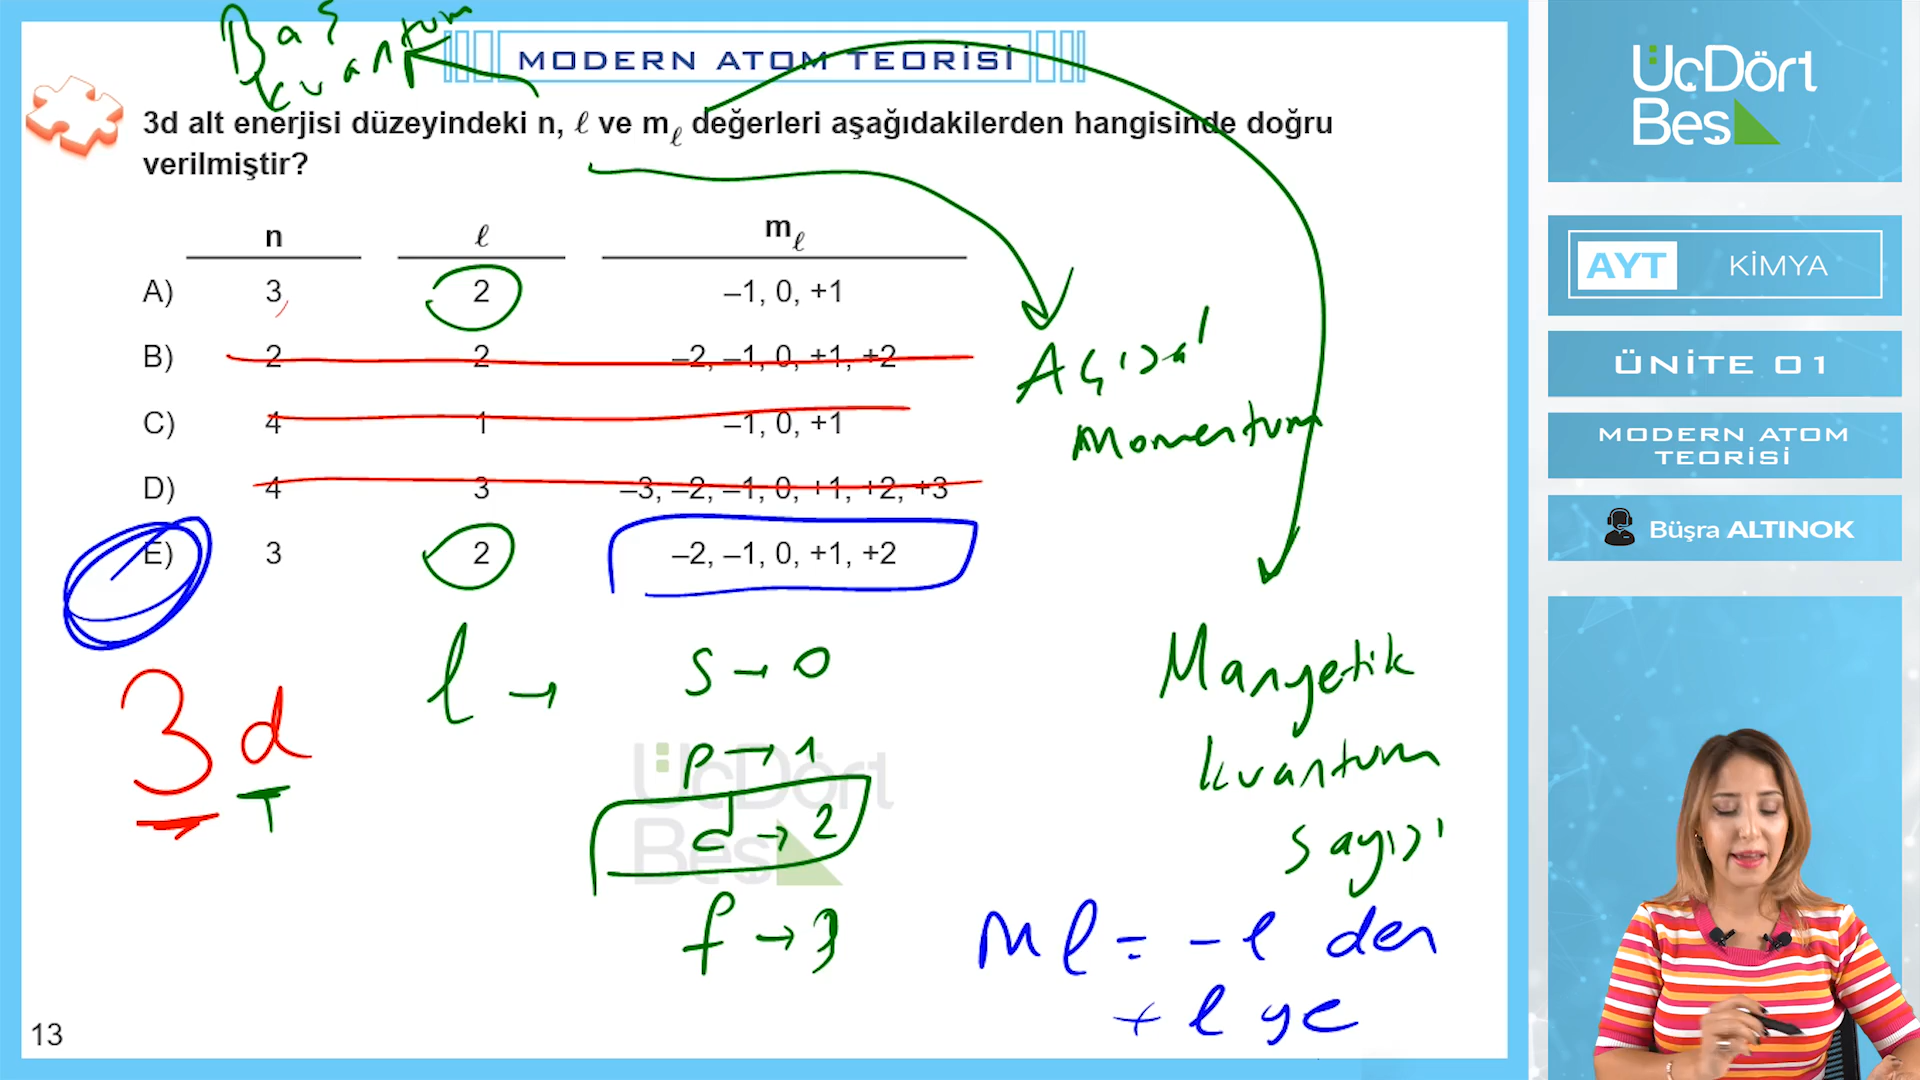 Baş
kvantum
MODERN ATOM TEORİSİ
3d alt enerjisi düzeyindeki n, ℓ ve mℓ değerleri aşağıdakilerden hangisinde doğru
verilmiştir?
n ℓ mℓ
A) 3 2 –1, 0, +1
B) 2 2 –2, –1, 0, +1, +2
C) 4 1 –1, 0, +1
D) 4 3 –3, –2, –1, 0, +1, +2, +3
E) 3 2 –2, –1, 0, +1, +2
Açısal
Momentum
3d
l → s → 0
p → 1
d → 2
f → 3
Manyetik
kvantum
sayısı
Ml = -l den
+ l ye
ÜçDört
Beş
13
ÜçDört
Beş
AYT KİMYA
ÜNİTE 01
MODERN ATOM
TEORİSİ
Büşra ALTINOK